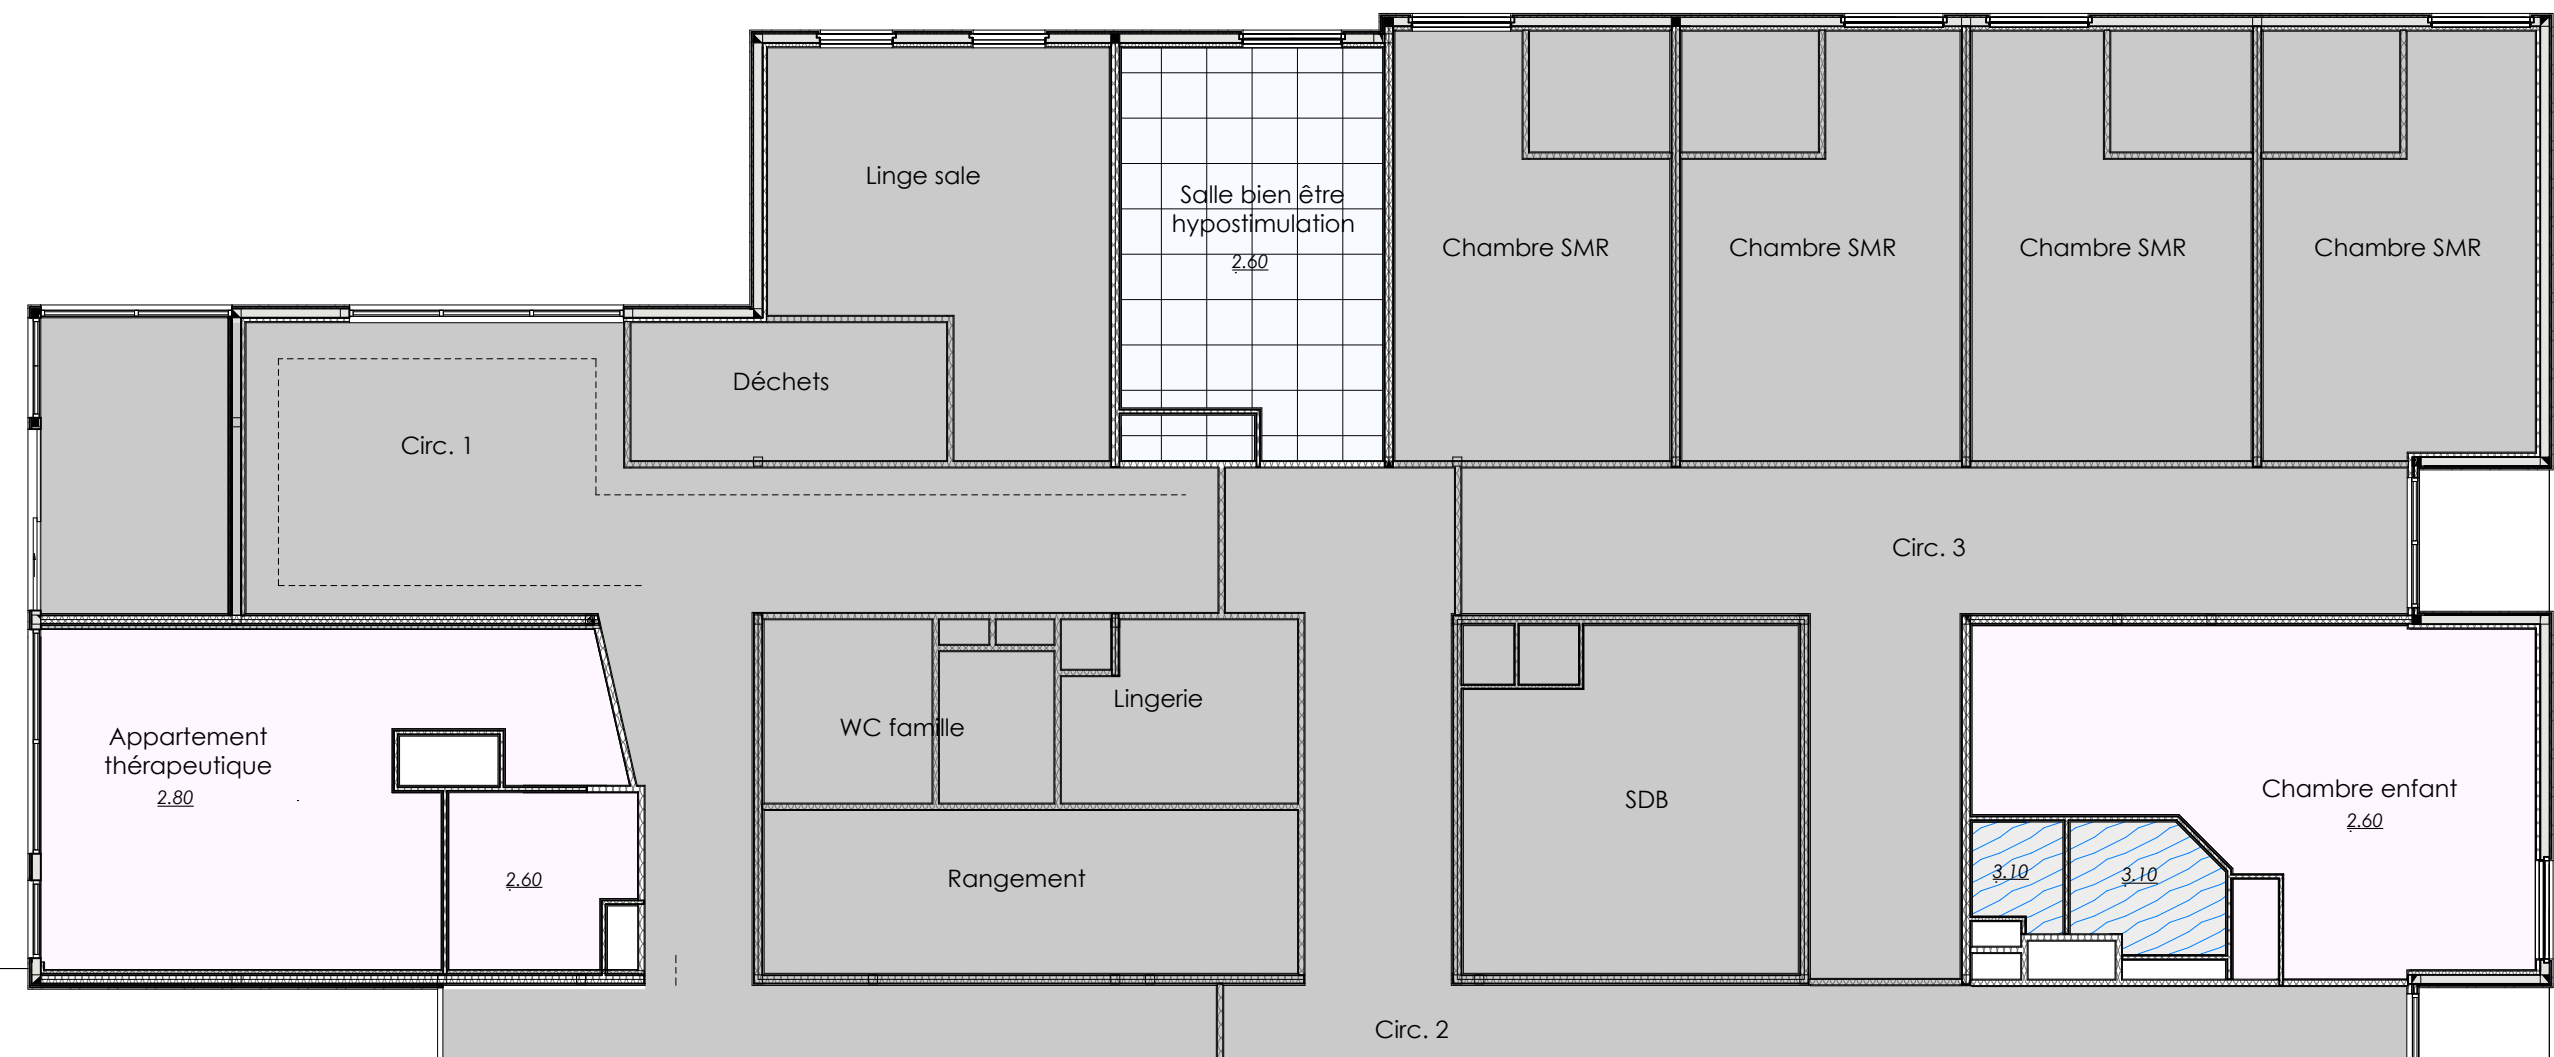 Linge sale
Salle bien être
hypostimulation
2.60
Chambre SMR
Chambre SMR
Chambre SMR
Chambre SMR
Déchets
Circ. 1
Circ. 3
Appartement
thérapeutique
2.80
2.60
WC famille
Lingerie
Rangement
SDB
Chambre enfant
2.60
3.10
3.10
Circ. 2